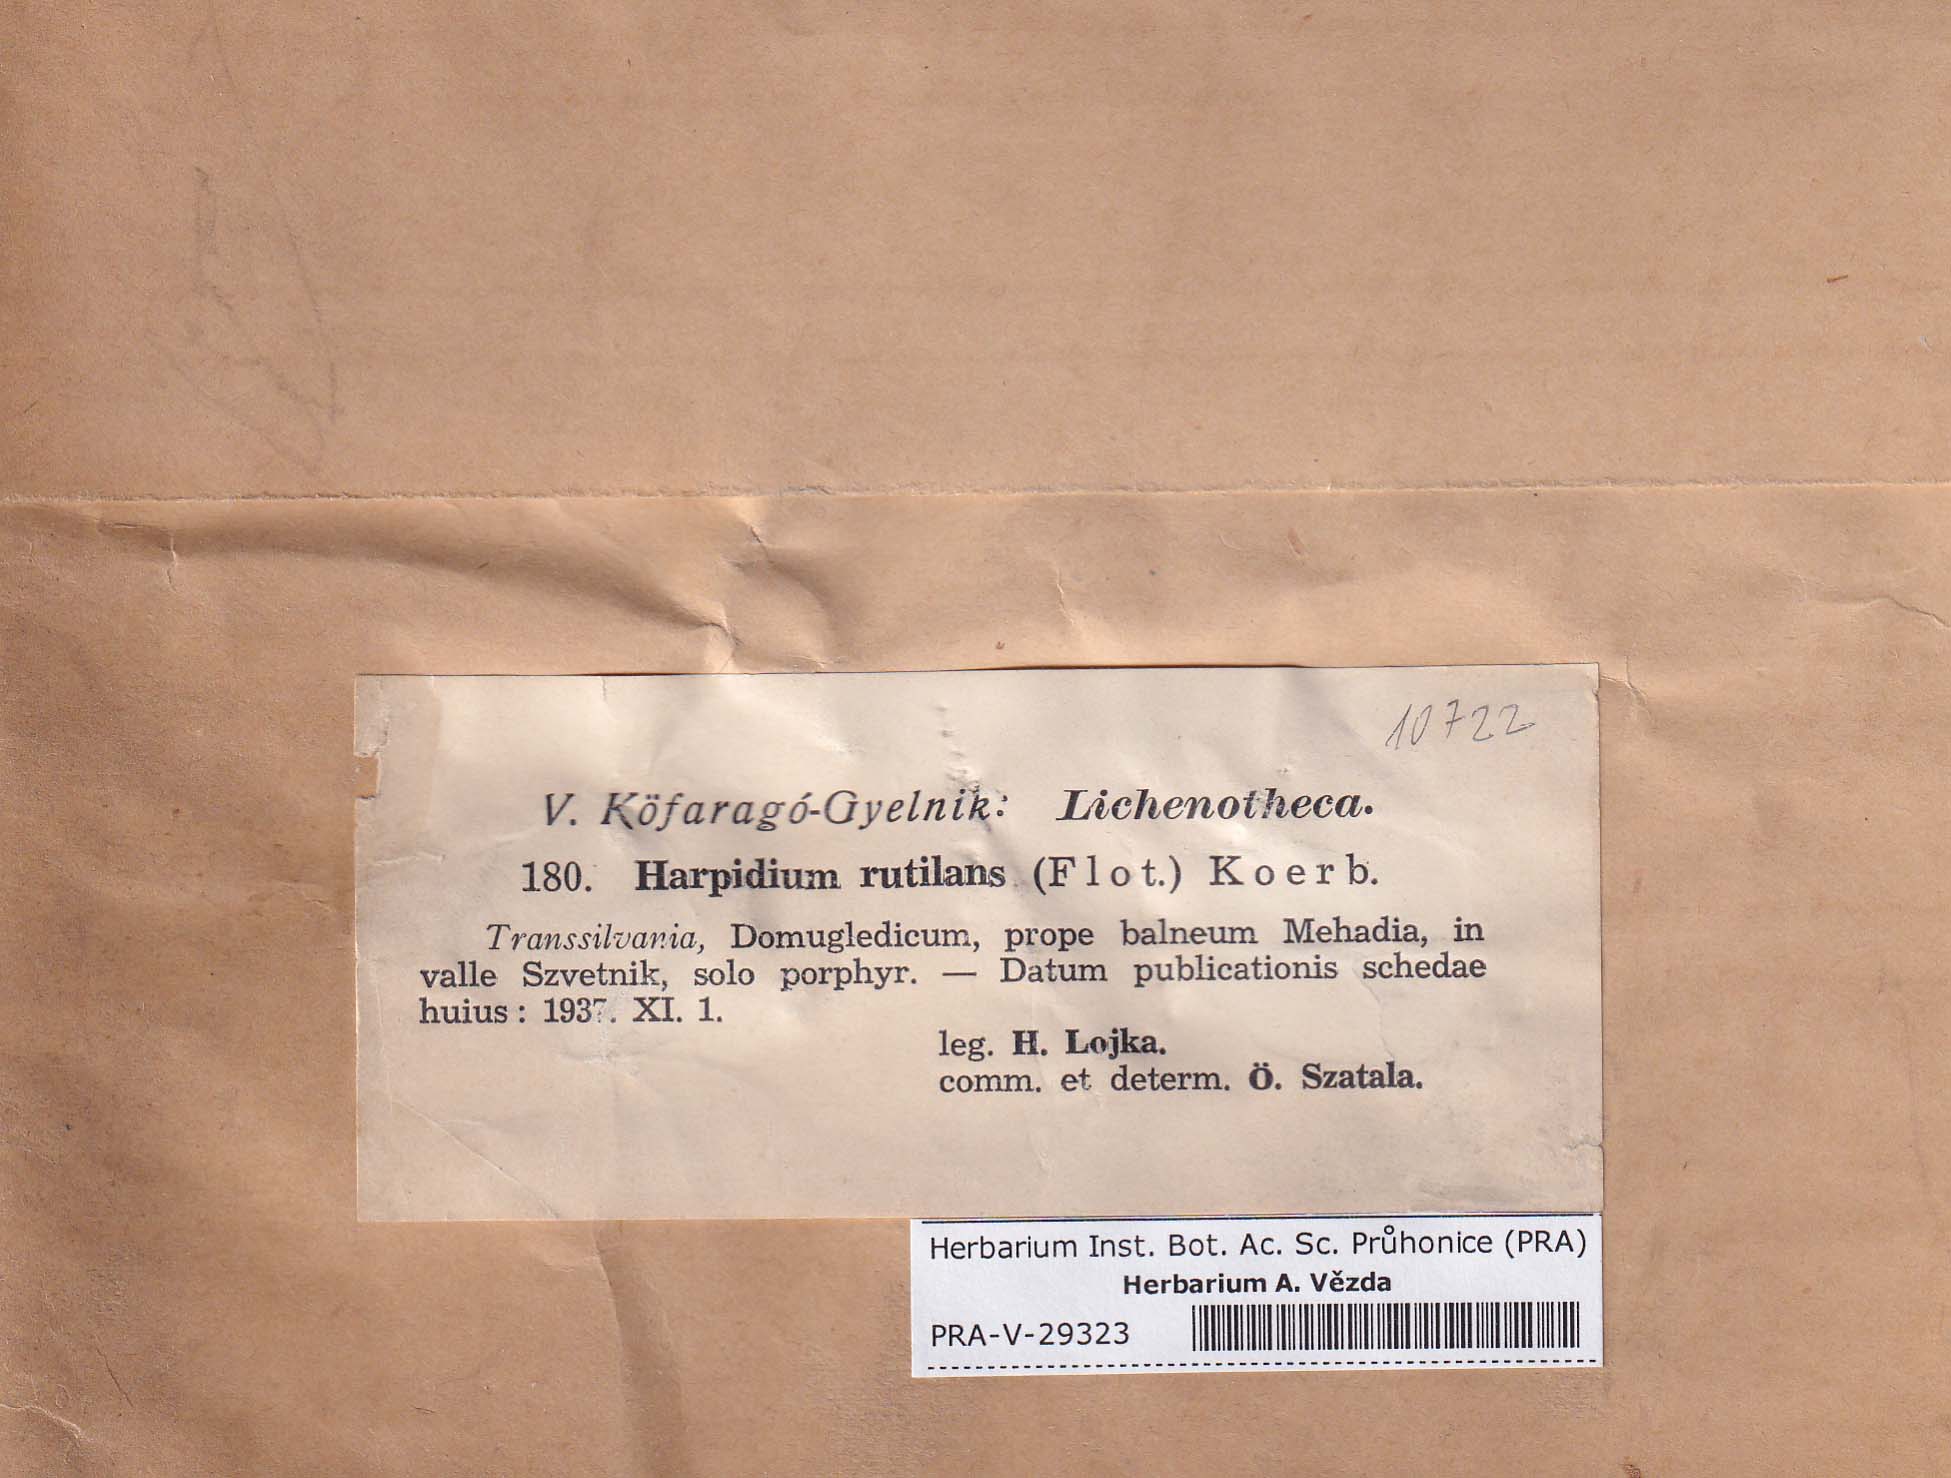 10722
V. Köfaragó-Gyelnik: Lichenotheca.
180. Harpidium rutilans (Flot.) Koerb.
Transsilvania, Domugledicum, prope balneum Mehadia, in
valle Szvetnik, solo porphyr. — Datum publicationis schedae
huius: 1937. XI. 1.
leg. H. Lojka.
comm. et determ. Ö. Szatala.
Herbarium Inst. Bot. Ac. Sc. Průhonice (PRA)
Herbarium A. Vězda
PRA-V-29323